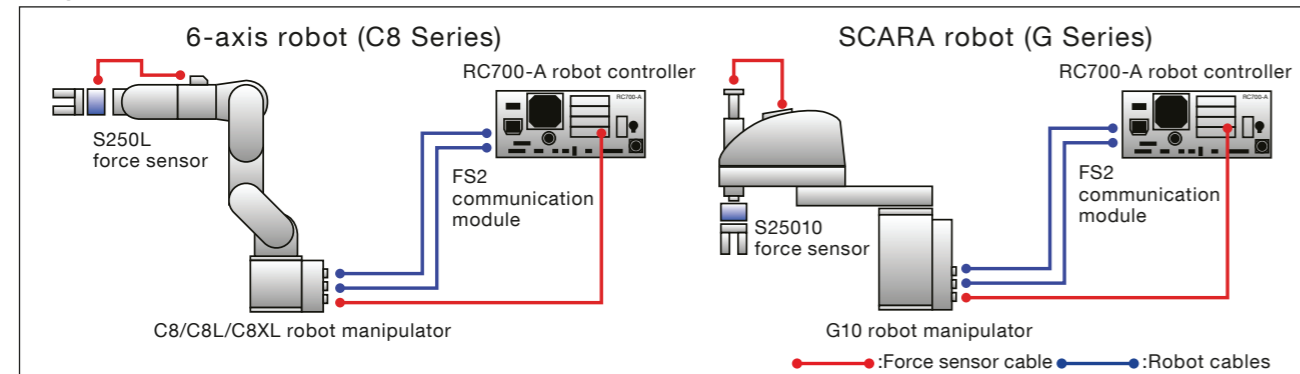 6-axis robot (C8 Series)
RC700-A robot controller
RC700-A
S250L
force sensor
FS2
communication
module
C8/C8L/C8XL robot manipulator
SCARA robot (G Series)
RC700-A robot controller
RC700-A
FS2
communication
module
S25010
force sensor
G10 robot manipulator
:Force sensor cable
:Robot cables